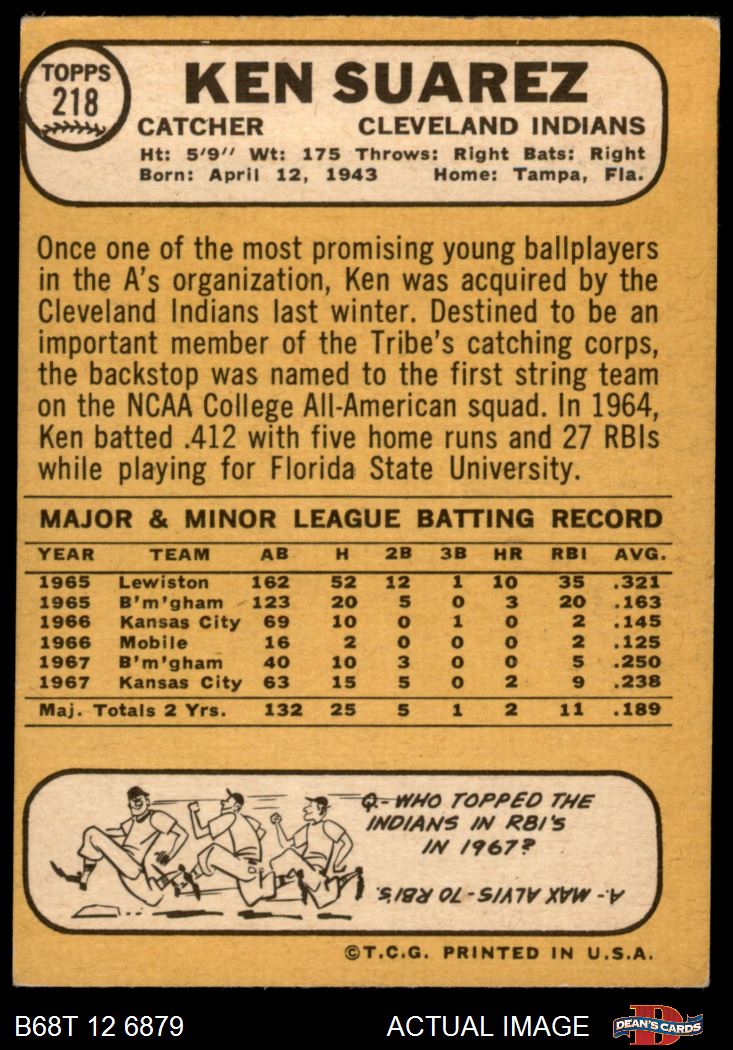 TOPPS
218
KEN SUAREZ
CATCHER CLEVELAND INDIANS
Ht: 5'9" Wt: 175 Throws: Right Bats: Right
Born: April 12, 1943 Home: Tampa, Fla.
Once one of the most promising young ballplayers
in the A's organization, Ken was acquired by the
Cleveland Indians last winter. Destined to be an
important member of the Tribe's catching corps,
the backstop was named to the first string team
on the NCAA College All-American squad. In 1964,
Ken batted .412 with five home runs and 27 RBIs
while playing for Florida State University.
MAJOR & MINOR LEAGUE BATTING RECORD
YEAR TEAM AB H 2B 3B HR RBI AVG.
1965 Lewiston 162 52 12 1 10 35 .321
1965 B'm'gham 123 20 5 0 3 20 .163
1966 Kansas City 69 10 0 1 0 2 .145
1966 Mobile 16 2 0 0 0 2 .125
1967 B'm'gham 40 10 3 0 0 5 .250
1967 Kansas City 63 15 5 0 2 9 .238
Maj. Totals 2 Yrs. 132 25 5 1 2 11 .189
Q-WHO TOPPED THE
INDIANS IN RBI'S
IN 1967?
A-MAX ALVIS-70 RBI'S.
©T.C.G. PRINTED IN U.S.A.
B68T 12 6879 ACTUAL IMAGE D DEAN'S CARDS